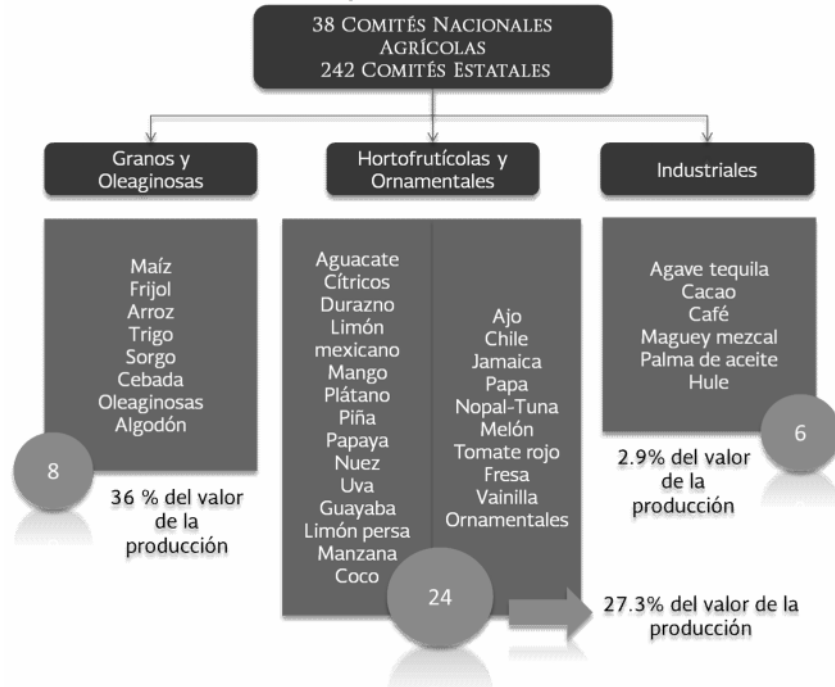 38 COMITÉS NACIONALES
AGRÍCOLAS
242 COMITÉS ESTATALES
Granos y
Oleaginosas
Maíz
Frijol
Arroz
Trigo
Sorgo
Cebada
Oleaginosas
Algodón
8
36 % del valor
de la
producción
Hortofrutícolas y
Ornamentales
Aguacate
Cítricos
Durazno
Limón
mexicano
Mango
Plátano
Piña
Papaya
Nuez
Uva
Guayaba
Limón persa
Manzana
Coco
Ajo
Chile
Jamaica
Papa
Nopal-Tuna
Melón
Tomate rojo
Fresa
Vainilla
Ornamentales
24
27.3% del valor de la
producción
Industriales
Agave tequila
Cacao
Café
Maguey mezcal
Palma de aceite
Hule
6
2.9% del valor
de la
producción